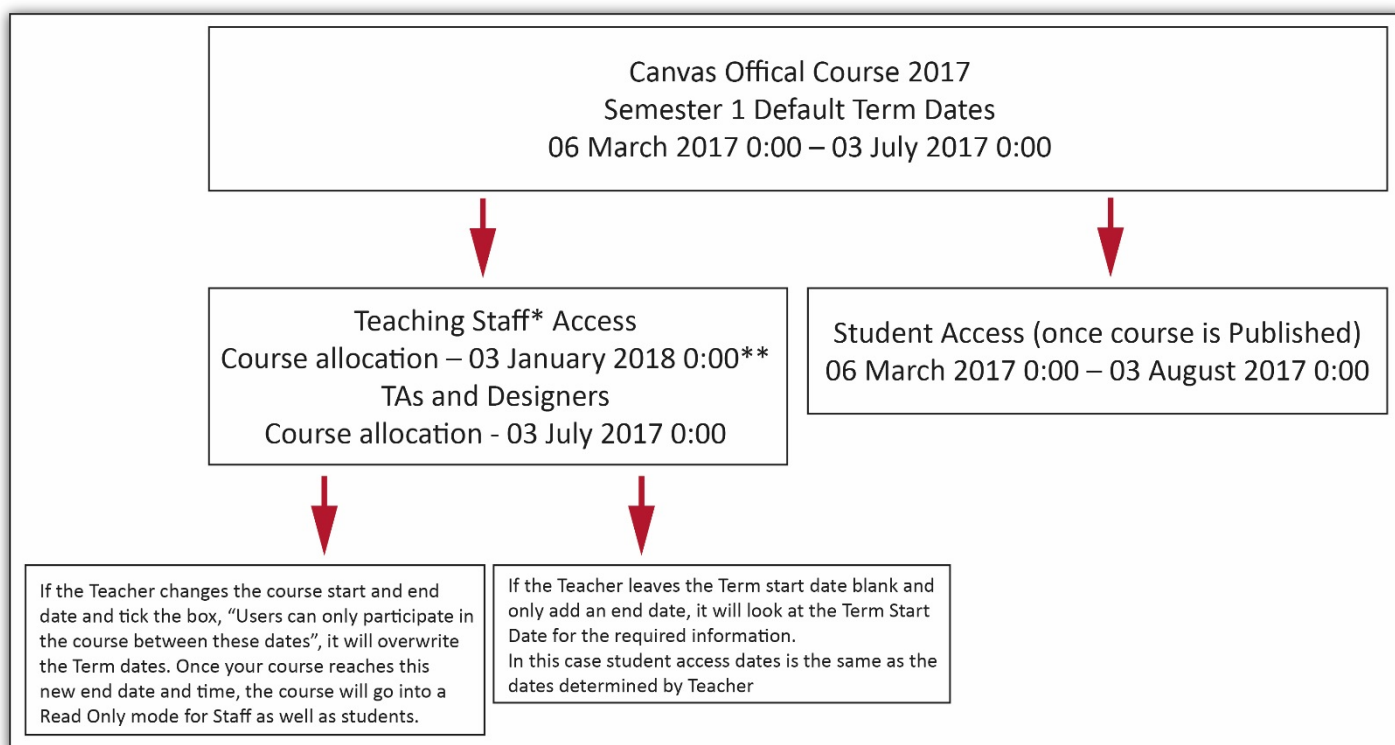 Canvas Offical Course 2017
Semester 1 Default Term Dates
06 March 2017 0:00 – 03 July 2017 0:00
Teaching Staff* Access
Course allocation – 03 January 2018 0:00**
TAs and Designers
Course allocation - 03 July 2017 0:00
Student Access (once course is Published)
06 March 2017 0:00 – 03 August 2017 0:00
If the Teacher changes the course start and end
date and tick the box, “Users can only participate in
the course between these dates”, it will overwrite
the Term dates. Once your course reaches this
new end date and time, the course will go into a
Read Only mode for Staff as well as students.
If the Teacher leaves the Term start date blank and
only add an end date, it will look at the Term Start
Date for the required information.
In this case student access dates is the same as the
dates determined by Teacher